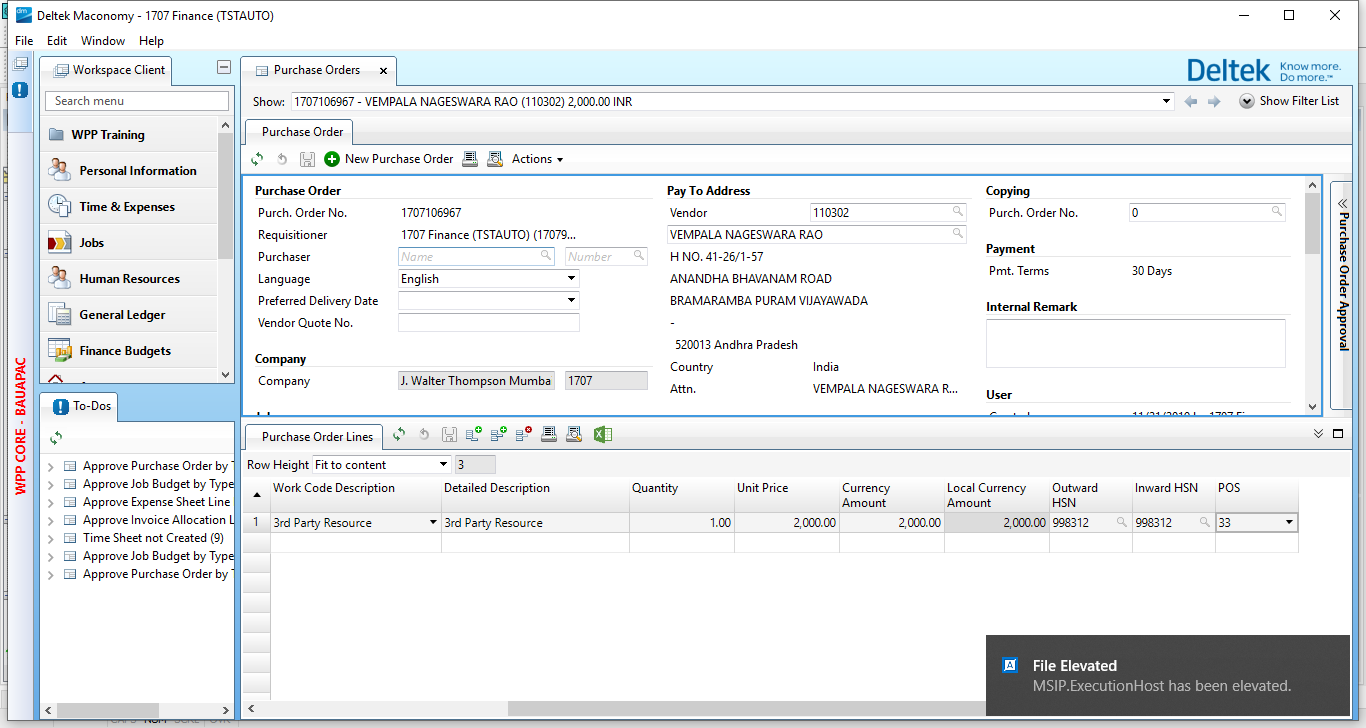 Deltek Maconomy - 1707 Finance (TSTAUTO)
File Edit Window Help
Workspace Client
Search menu
WPP Training
Personal Information
Time & Expenses
Jobs
Human Resources
General Ledger
Finance Budgets
WPP CORE - BAUAPAC
To-Dos
Approve Purchase Order by
Approve Job Budget by Type
Approve Expense Sheet Line
Approve Invoice Allocation L
Time Sheet not Created (9)
Approve Job Budget by Type
Approve Purchase Order by
Purchase Orders
Deltek Know more.
Do more.™
Show: 1707106967 - VEMPALA NAGESWARA RAO (110302) 2,000.00 INR
Show Filter List
Purchase Order
New Purchase Order Actions
Purchase Order
Purch. Order No. 1707106967
Requisitioner 1707 Finance (TSTAUTO) (17079...
Purchaser Name Number
Language English
Preferred Delivery Date
Vendor Quote No.
Company
Company J. Walter Thompson Mumba 1707
Pay To Address
Vendor 110302
VEMPALA NAGESWARA RAO
H NO. 41-26/1-57
ANANDHA BHAVANAM ROAD
BRAMARAMBA PURAM VIJAYAWADA
-
520013 Andhra Pradesh
Country India
Attn. VEMPALA NAGESWARA R...
Copying
Purch. Order No. 0
Payment
Pmt. Terms 30 Days
Internal Remark
User
Purchase Order Approval
Purchase Order Lines
Row Height Fit to content 3
Work Code Description Detailed Description Quantity Unit Price Currency Amount Local Currency Amount Outward HSN Inward HSN POS
1 3rd Party Resource 3rd Party Resource 1.00 2,000.00 2,000.00 2,000.00 998312 998312 33
File Elevated
MSIP.ExecutionHost has been elevated.